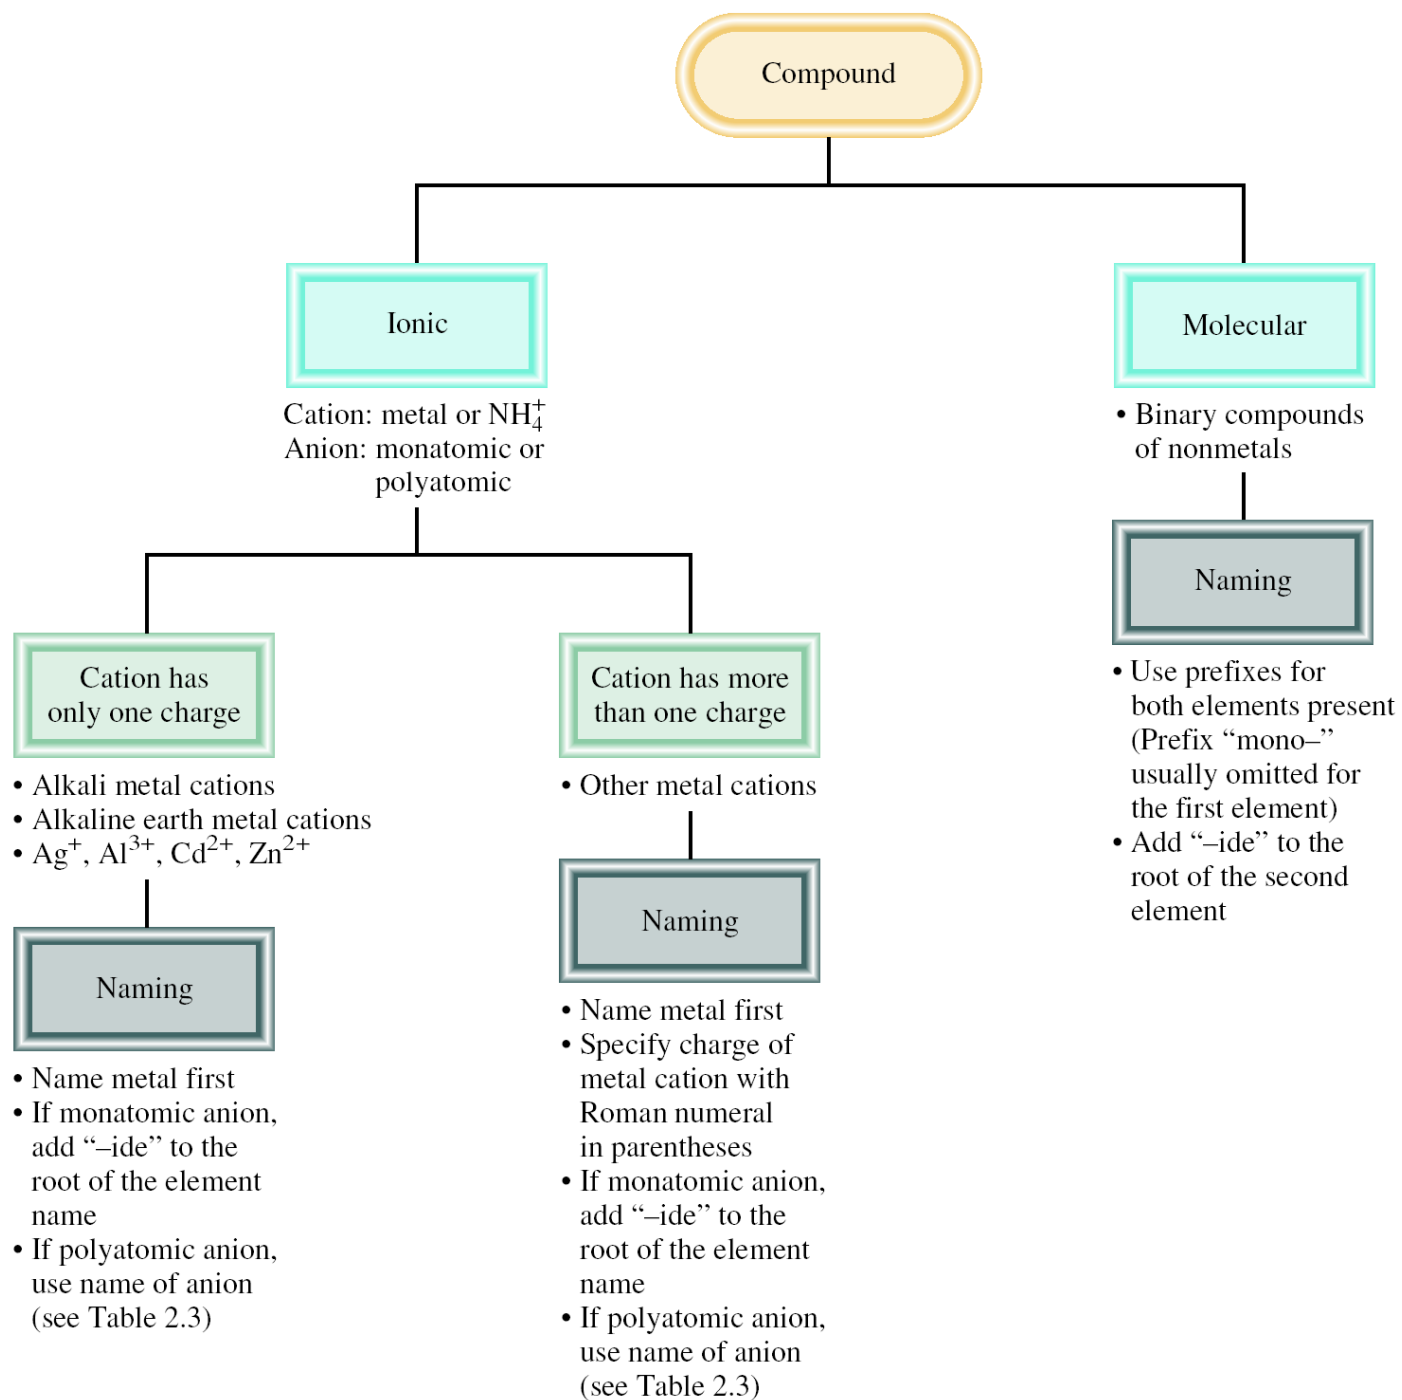 Compound
Ionic
Cation: metal or NH₄⁺
Anion: monatomic or
polyatomic
Molecular
• Binary compounds
of nonmetals
Naming
• Use prefixes for
both elements present
(Prefix “mono–”
usually omitted for
the first element)
• Add “–ide” to the
root of the second
element
Cation has
only one charge
• Alkali metal cations
• Alkaline earth metal cations
• Ag⁺, Al³⁺, Cd²⁺, Zn²⁺
Naming
• Name metal first
• If monatomic anion,
add “–ide” to the
root of the element
name
• If polyatomic anion,
use name of anion
(see Table 2.3)
Cation has more
than one charge
• Other metal cations
Naming
• Name metal first
• Specify charge of
metal cation with
Roman numeral
in parentheses
• If monatomic anion,
add “–ide” to the
root of the element
name
• If polyatomic anion,
use name of anion
(see Table 2.3)